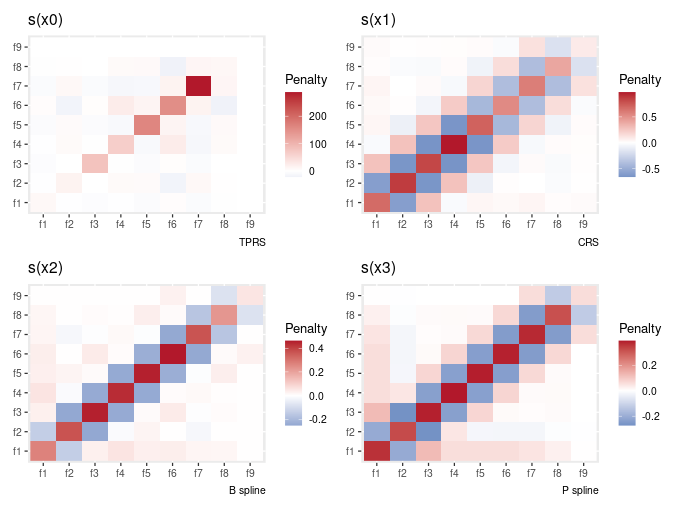 s(x0)
f9
f8
f7
f6
f5
f4
f3
f2
f1
f1 f2 f3 f4 f5 f6 f7 f8 f9
TPRS
Penalty
200
100
0
s(x1)
f9
f8
f7
f6
f5
f4
f3
f2
f1
f1 f2 f3 f4 f5 f6 f7 f8 f9
CRS
Penalty
0.5
0.0
-0.5
s(x2)
f9
f8
f7
f6
f5
f4
f3
f2
f1
f1 f2 f3 f4 f5 f6 f7 f8 f9
B spline
Penalty
0.4
0.2
0.0
-0.2
s(x3)
f9
f8
f7
f6
f5
f4
f3
f2
f1
f1 f2 f3 f4 f5 f6 f7 f8 f9
P spline
Penalty
0.2
0.0
-0.2